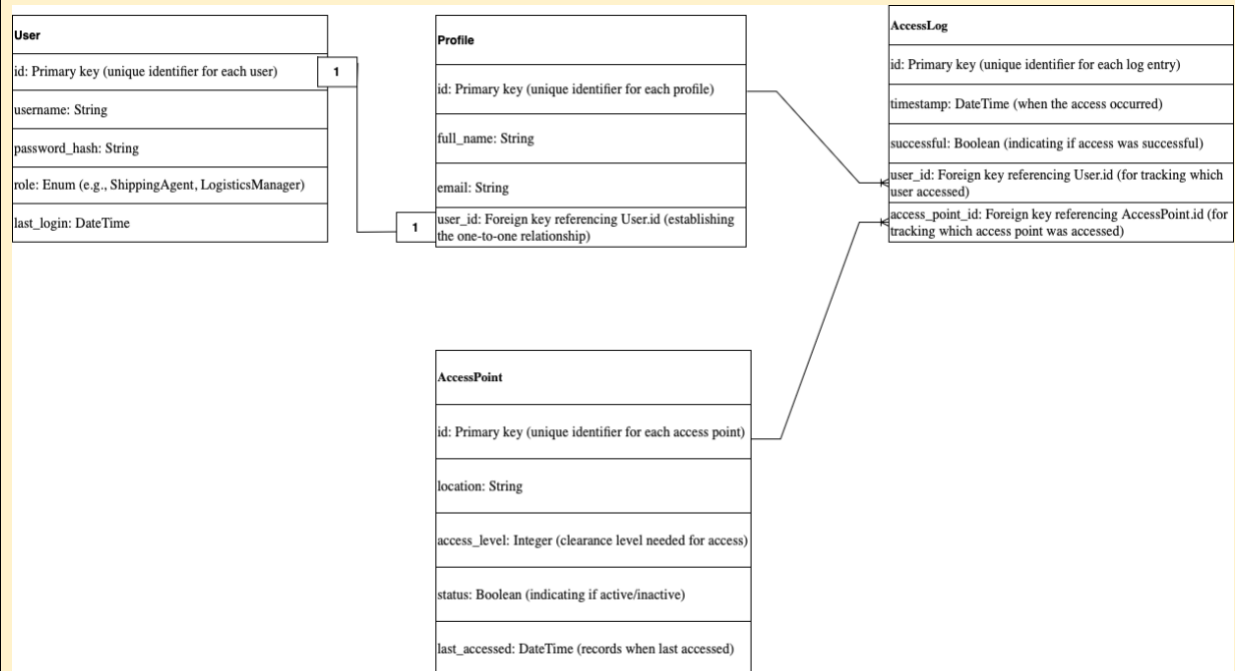 User
id: Primary key (unique identifier for each user)
username: String
password_hash: String
role: Enum (e.g., ShippingAgent, LogisticsManager)
last_login: DateTime
1
1
Profile
id: Primary key (unique identifier for each profile)
full_name: String
email: String
user_id: Foreign key referencing User.id (establishing
the one-to-one relationship)
AccessLog
id: Primary key (unique identifier for each log entry)
timestamp: DateTime (when the access occurred)
successful: Boolean (indicating if access was successful)
user_id: Foreign key referencing User.id (for tracking which
user accessed)
access_point_id: Foreign key referencing AccessPoint.id (for
tracking which access point was accessed)
AccessPoint
id: Primary key (unique identifier for each access point)
location: String
access_level: Integer (clearance level needed for access)
status: Boolean (indicating if active/inactive)
last_accessed: DateTime (records when last accessed)